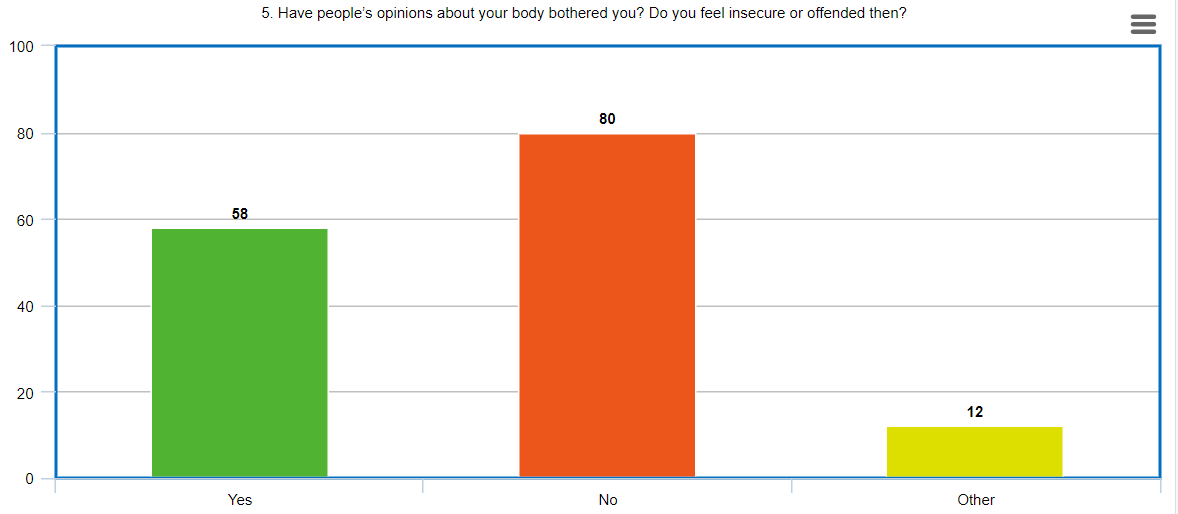 5. Have people's opinions about your body bothered you? Do you feel insecure or offended then?
100
80
60
40
20
0
58
80
12
Yes
No
Other